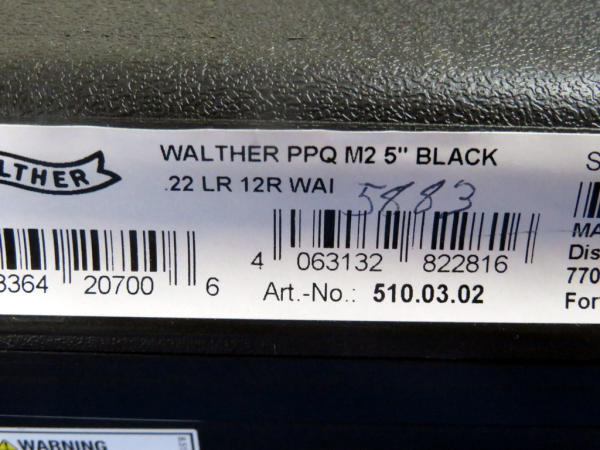 LTHER
WALTHER PPQ M2 5" BLACK
.22 LR 12R WAI 5883
3364 20700 6
4 063132 822816
Art.-No.: 510.03.02
S
MA
Dis
770
For
WARNING